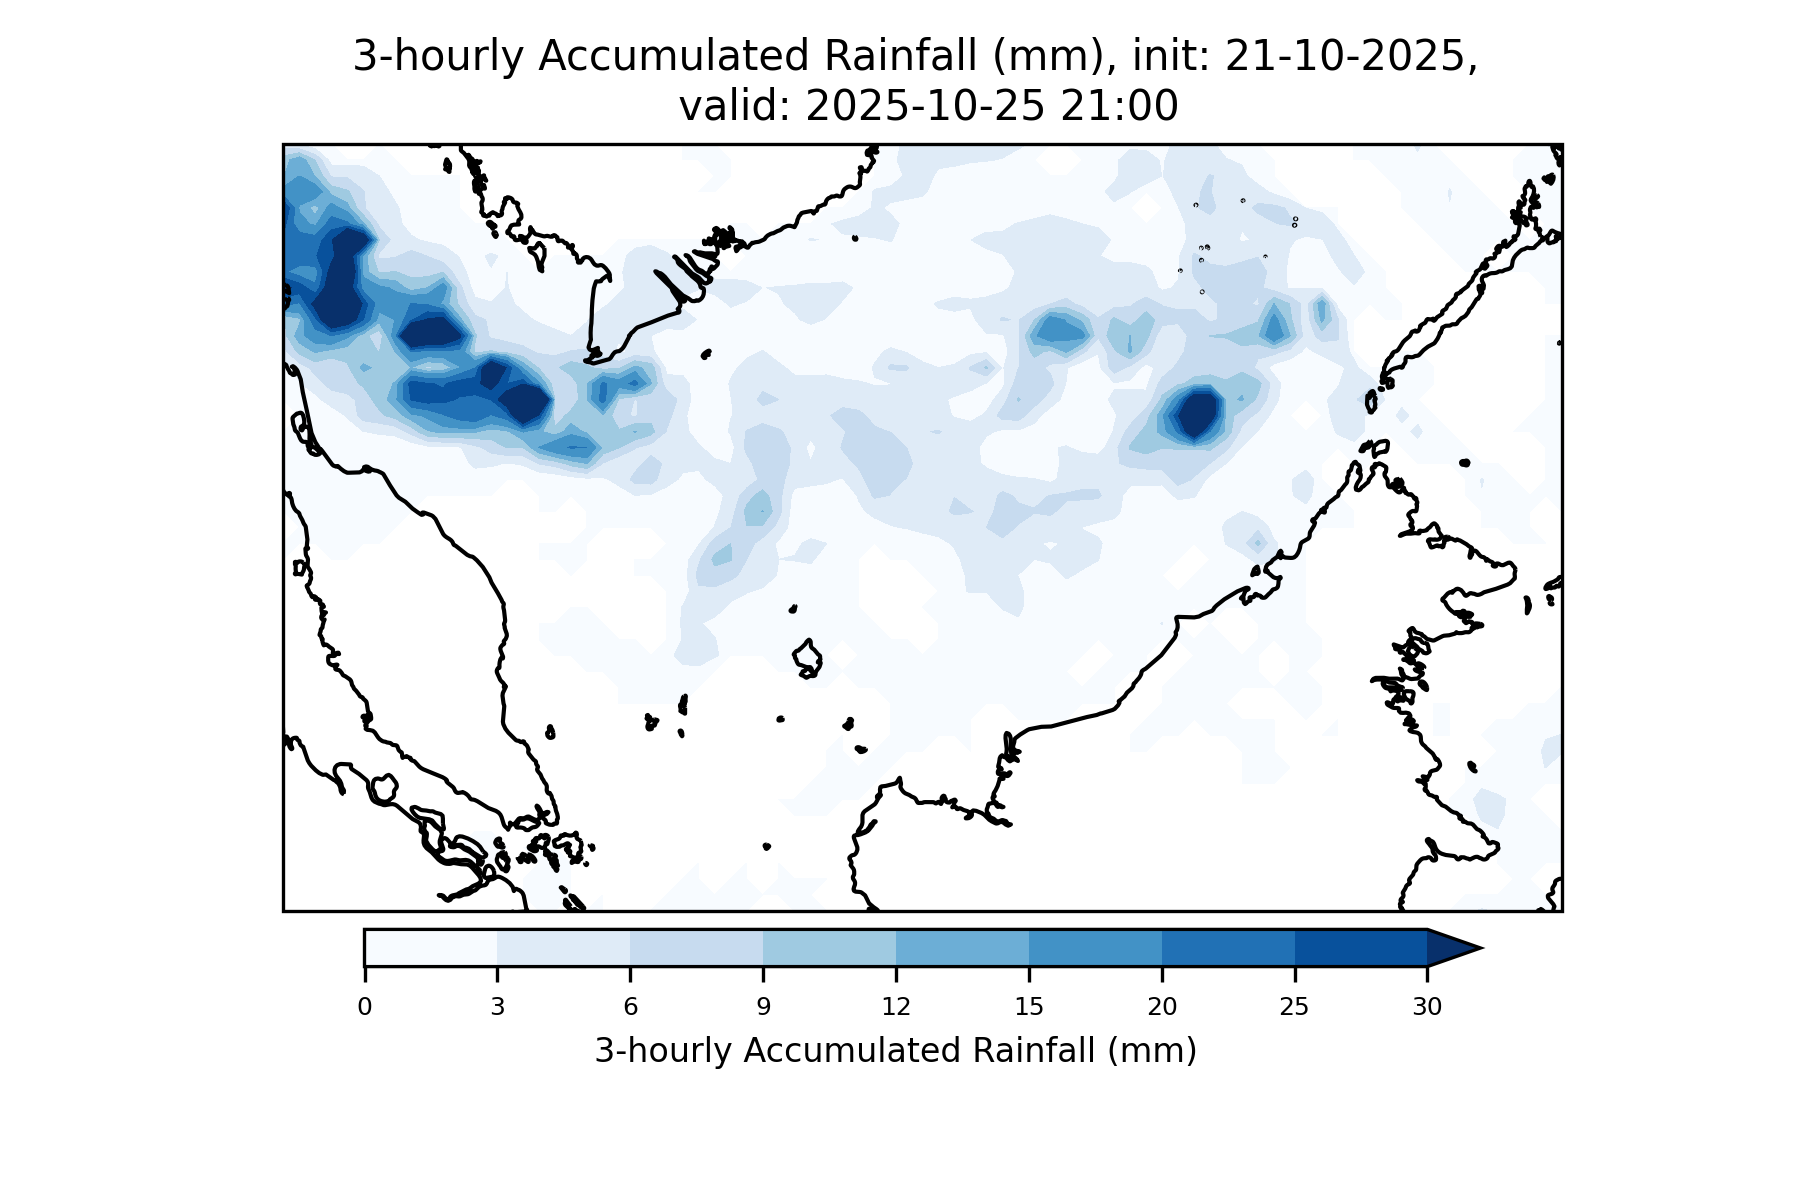 3-hourly Accumulated Rainfall (mm), init: 21-10-2025,
valid: 2025-10-25 21:00
0 3 6 9 12 15 20 25 30
3-hourly Accumulated Rainfall (mm)